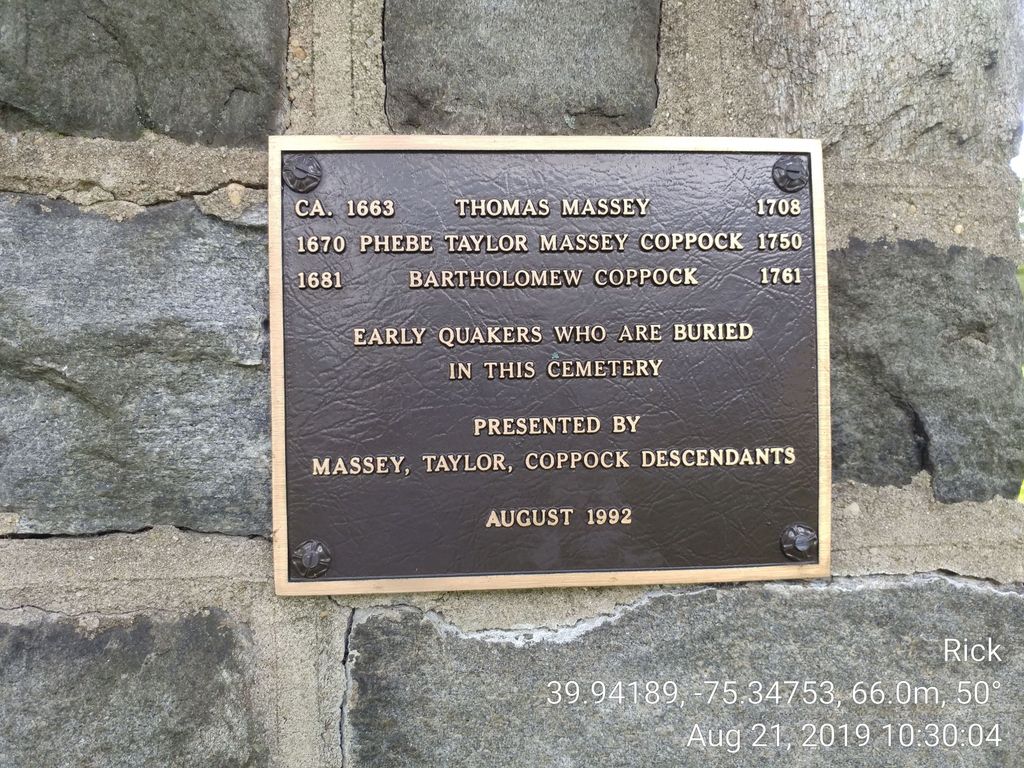 CA. 1663 THOMAS MASSEY 1708
1670 PHEBE TAYLOR MASSEY COPPOCK 1750
1681 BARTHOLOMEW COPPOCK 1761
EARLY QUAKERS WHO ARE BURIED
IN THIS CEMETERY
PRESENTED BY
MASSEY, TAYLOR, COPPOCK DESCENDANTS
AUGUST 1992
Rick
39.94189, -75.34753, 66.0m, 50°
Aug 21, 2019 10:30:04